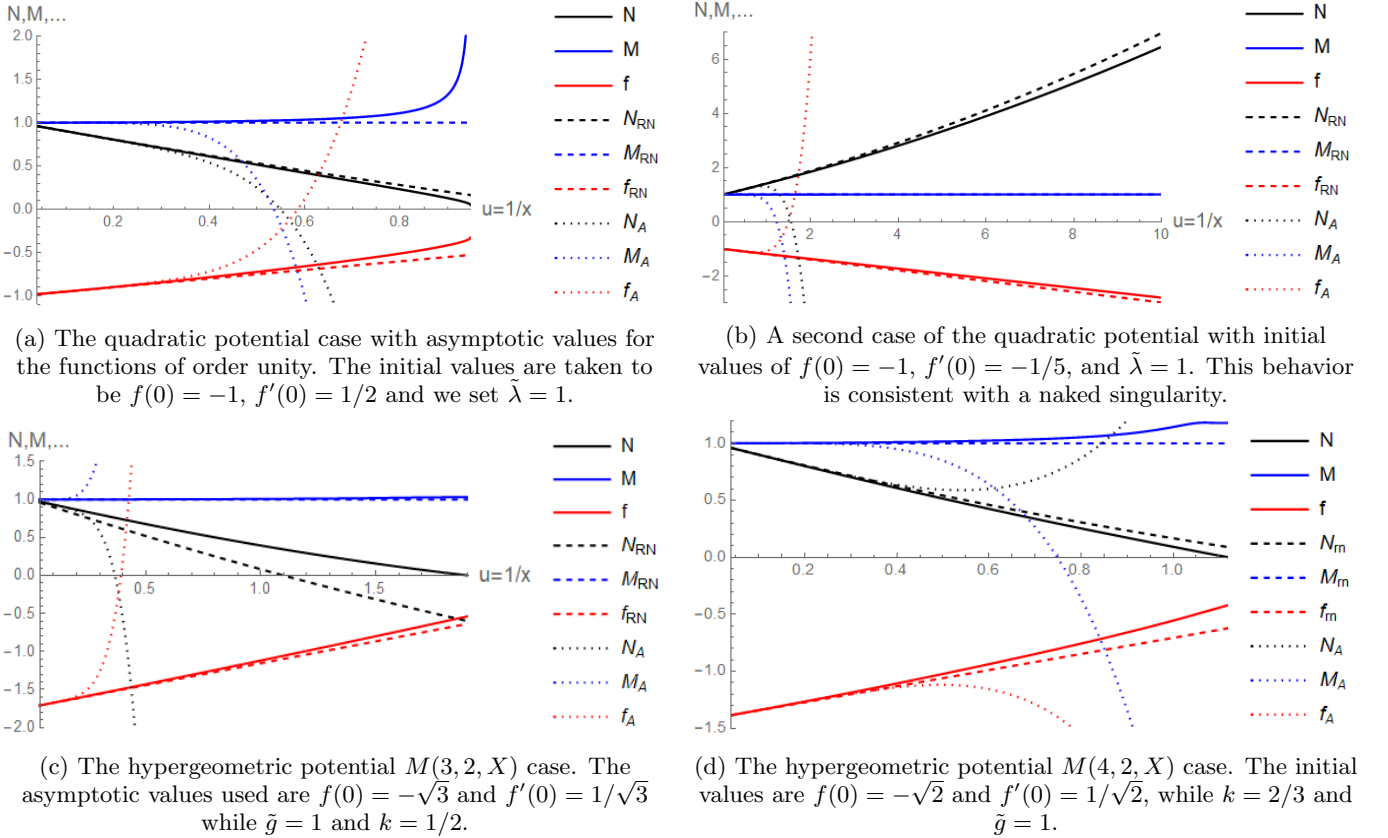 N,M,...
2.0
1.5
1.0
0.5
0.0
-0.5
-1.0
0.2
0.4
0.6
0.8
u=1/x
N
M
f
N_RN
M_RN
f_RN
N_A
M_A
f_A
(a) The quadratic potential case with asymptotic values for
the functions of order unity. The initial values are taken to
be f(0) = −1, f′(0) = 1/2 and we set λ̃ = 1.
N,M,...
6
4
2
0
-2
2
4
6
8
10
u=1/x
N
M
f
N_RN
M_RN
f_RN
N_A
M_A
f_A
(b) A second case of the quadratic potential with initial
values of f(0) = −1, f′(0) = −1/5, and λ̃ = 1. This behavior
is consistent with a naked singularity.
N,M,...
1.5
1.0
0.5
0.0
-0.5
-1.0
-1.5
-2.0
0.5
1.0
1.5
u=1/x
N
M
f
N_RN
M_RN
f_RN
N_A
M_A
f_A
(c) The hypergeometric potential M(3, 2, X) case. The
asymptotic values used are f(0) = −√3 and f′(0) = 1/√3
while g̃ = 1 and k = 1/2.
1.0
0.5
0.0
-0.5
-1.0
-1.5
0.2
0.4
0.6
0.8
1.0
u=1/x
N
M
f
N_rn
M_rn
f_rn
N_A
M_A
f_A
(d) The hypergeometric potential M(4, 2, X) case. The initial
values are f(0) = −√2 and f′(0) = 1/√2, while k = 2/3 and
g̃ = 1.